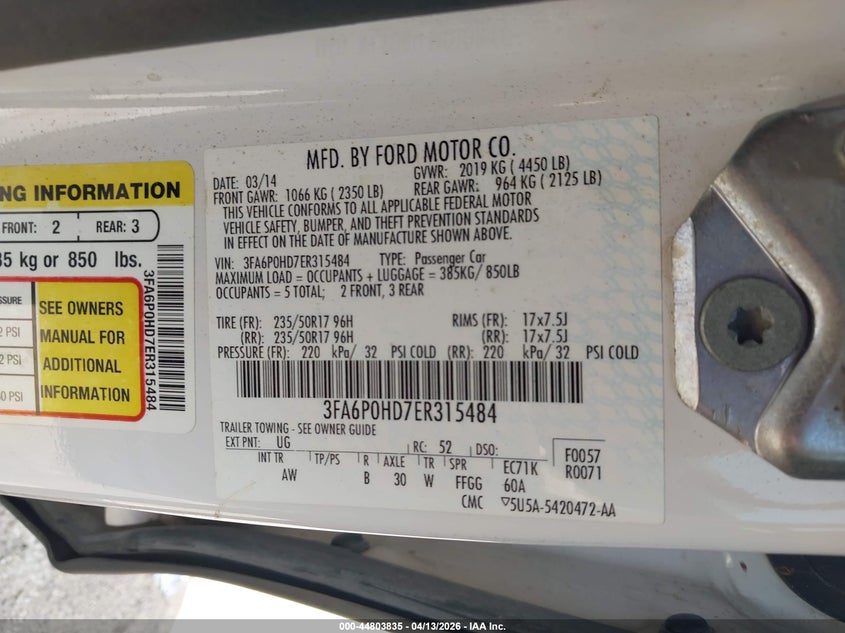 MFD. BY FORD MOTOR CO.
DATE: 03/14 GVWR: 2019 KG ( 4450 LB)
FRONT GAWR: 1066 KG ( 2350 LB) REAR GAWR: 964 KG ( 2125 LB)
THIS VEHICLE CONFORMS TO ALL APPLICABLE FEDERAL MOTOR
VEHICLE SAFETY, BUMPER, AND THEFT PREVENTION STANDARDS
IN EFFECT ON THE DATE OF MANUFACTURE SHOWN ABOVE.
VIN: 3FA6P0HD7ER315484 TYPE: Passenger Car
MAXIMUM LOAD = OCCUPANTS + LUGGAGE = 385KG/ 850LB
OCCUPANTS = 5 TOTAL; 2 FRONT, 3 REAR
TIRE (FR): 235/50R17 96H RIMS (FR): 17x7.5J
(RR): 235/50R17 96H (RR): 17x7.5J
PRESSURE (FR): 220 kPa/ 32 PSI COLD (RR): 220 kPa/ 32 PSI COLD
3FA6P0HD7ER315484
TRAILER TOWING - SEE OWNER GUIDE
EXT PNT: UG RC: 52 DSO: F0057
INT TR TP/PS R AXLE TR SPR EC71K R0071
AW B 30 W FFGG 60A
CMC 5U5A-5420472-AA
NG INFORMATION
FRONT: 2 REAR: 3
85 kg or 850 lbs.
SSURE
2 PSI
2 PSI
60 PSI
SEE OWNERS
MANUAL FOR
ADDITIONAL
INFORMATION
3FA6P0HD7ER315484
000-44803835 - 04/13/2026 - IAA Inc.